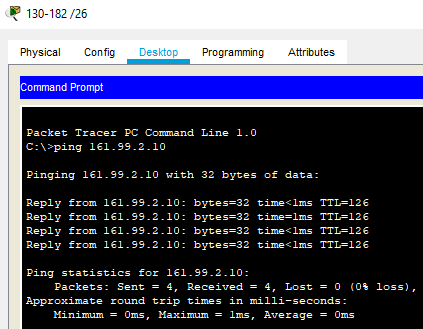 130-182 /26
Physical Config Desktop Programming Attributes
Command Prompt
Packet Tracer PC Command Line 1.0
C:\>ping 161.99.2.10
Pinging 161.99.2.10 with 32 bytes of data:
Reply from 161.99.2.10: bytes=32 time<1ms TTL=126
Reply from 161.99.2.10: bytes=32 time=1ms TTL=126
Reply from 161.99.2.10: bytes=32 time<1ms TTL=126
Reply from 161.99.2.10: bytes=32 time<1ms TTL=126
Ping statistics for 161.99.2.10:
Packets: Sent = 4, Received = 4, Lost = 0 (0% loss),
Approximate round trip times in milli-seconds:
Minimum = 0ms, Maximum = 1ms, Average = 0ms